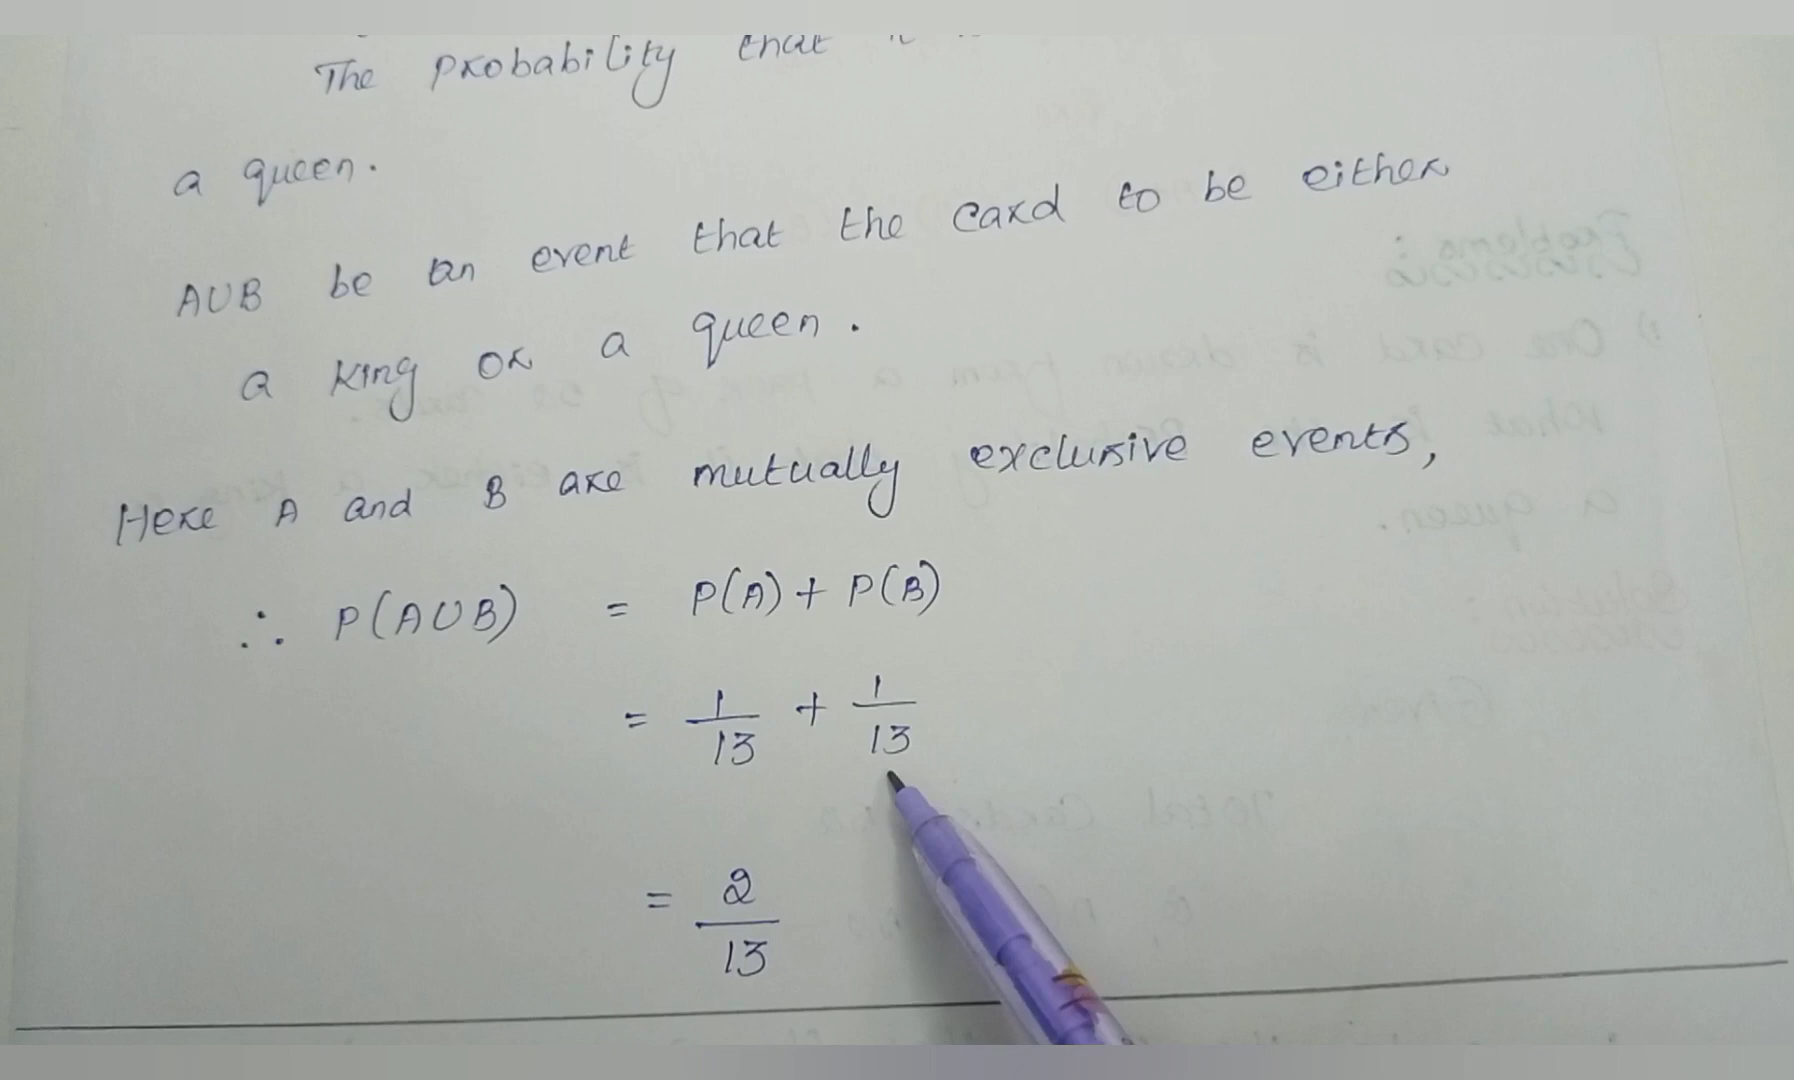 The probability that
a queen.
AUB be an event that the card to be either
a king or a queen.
Here A and B are mutually exclusive events,
∴ P(AUB) = P(A) + P(B)
= 1/13 + 1/13
= 2/13